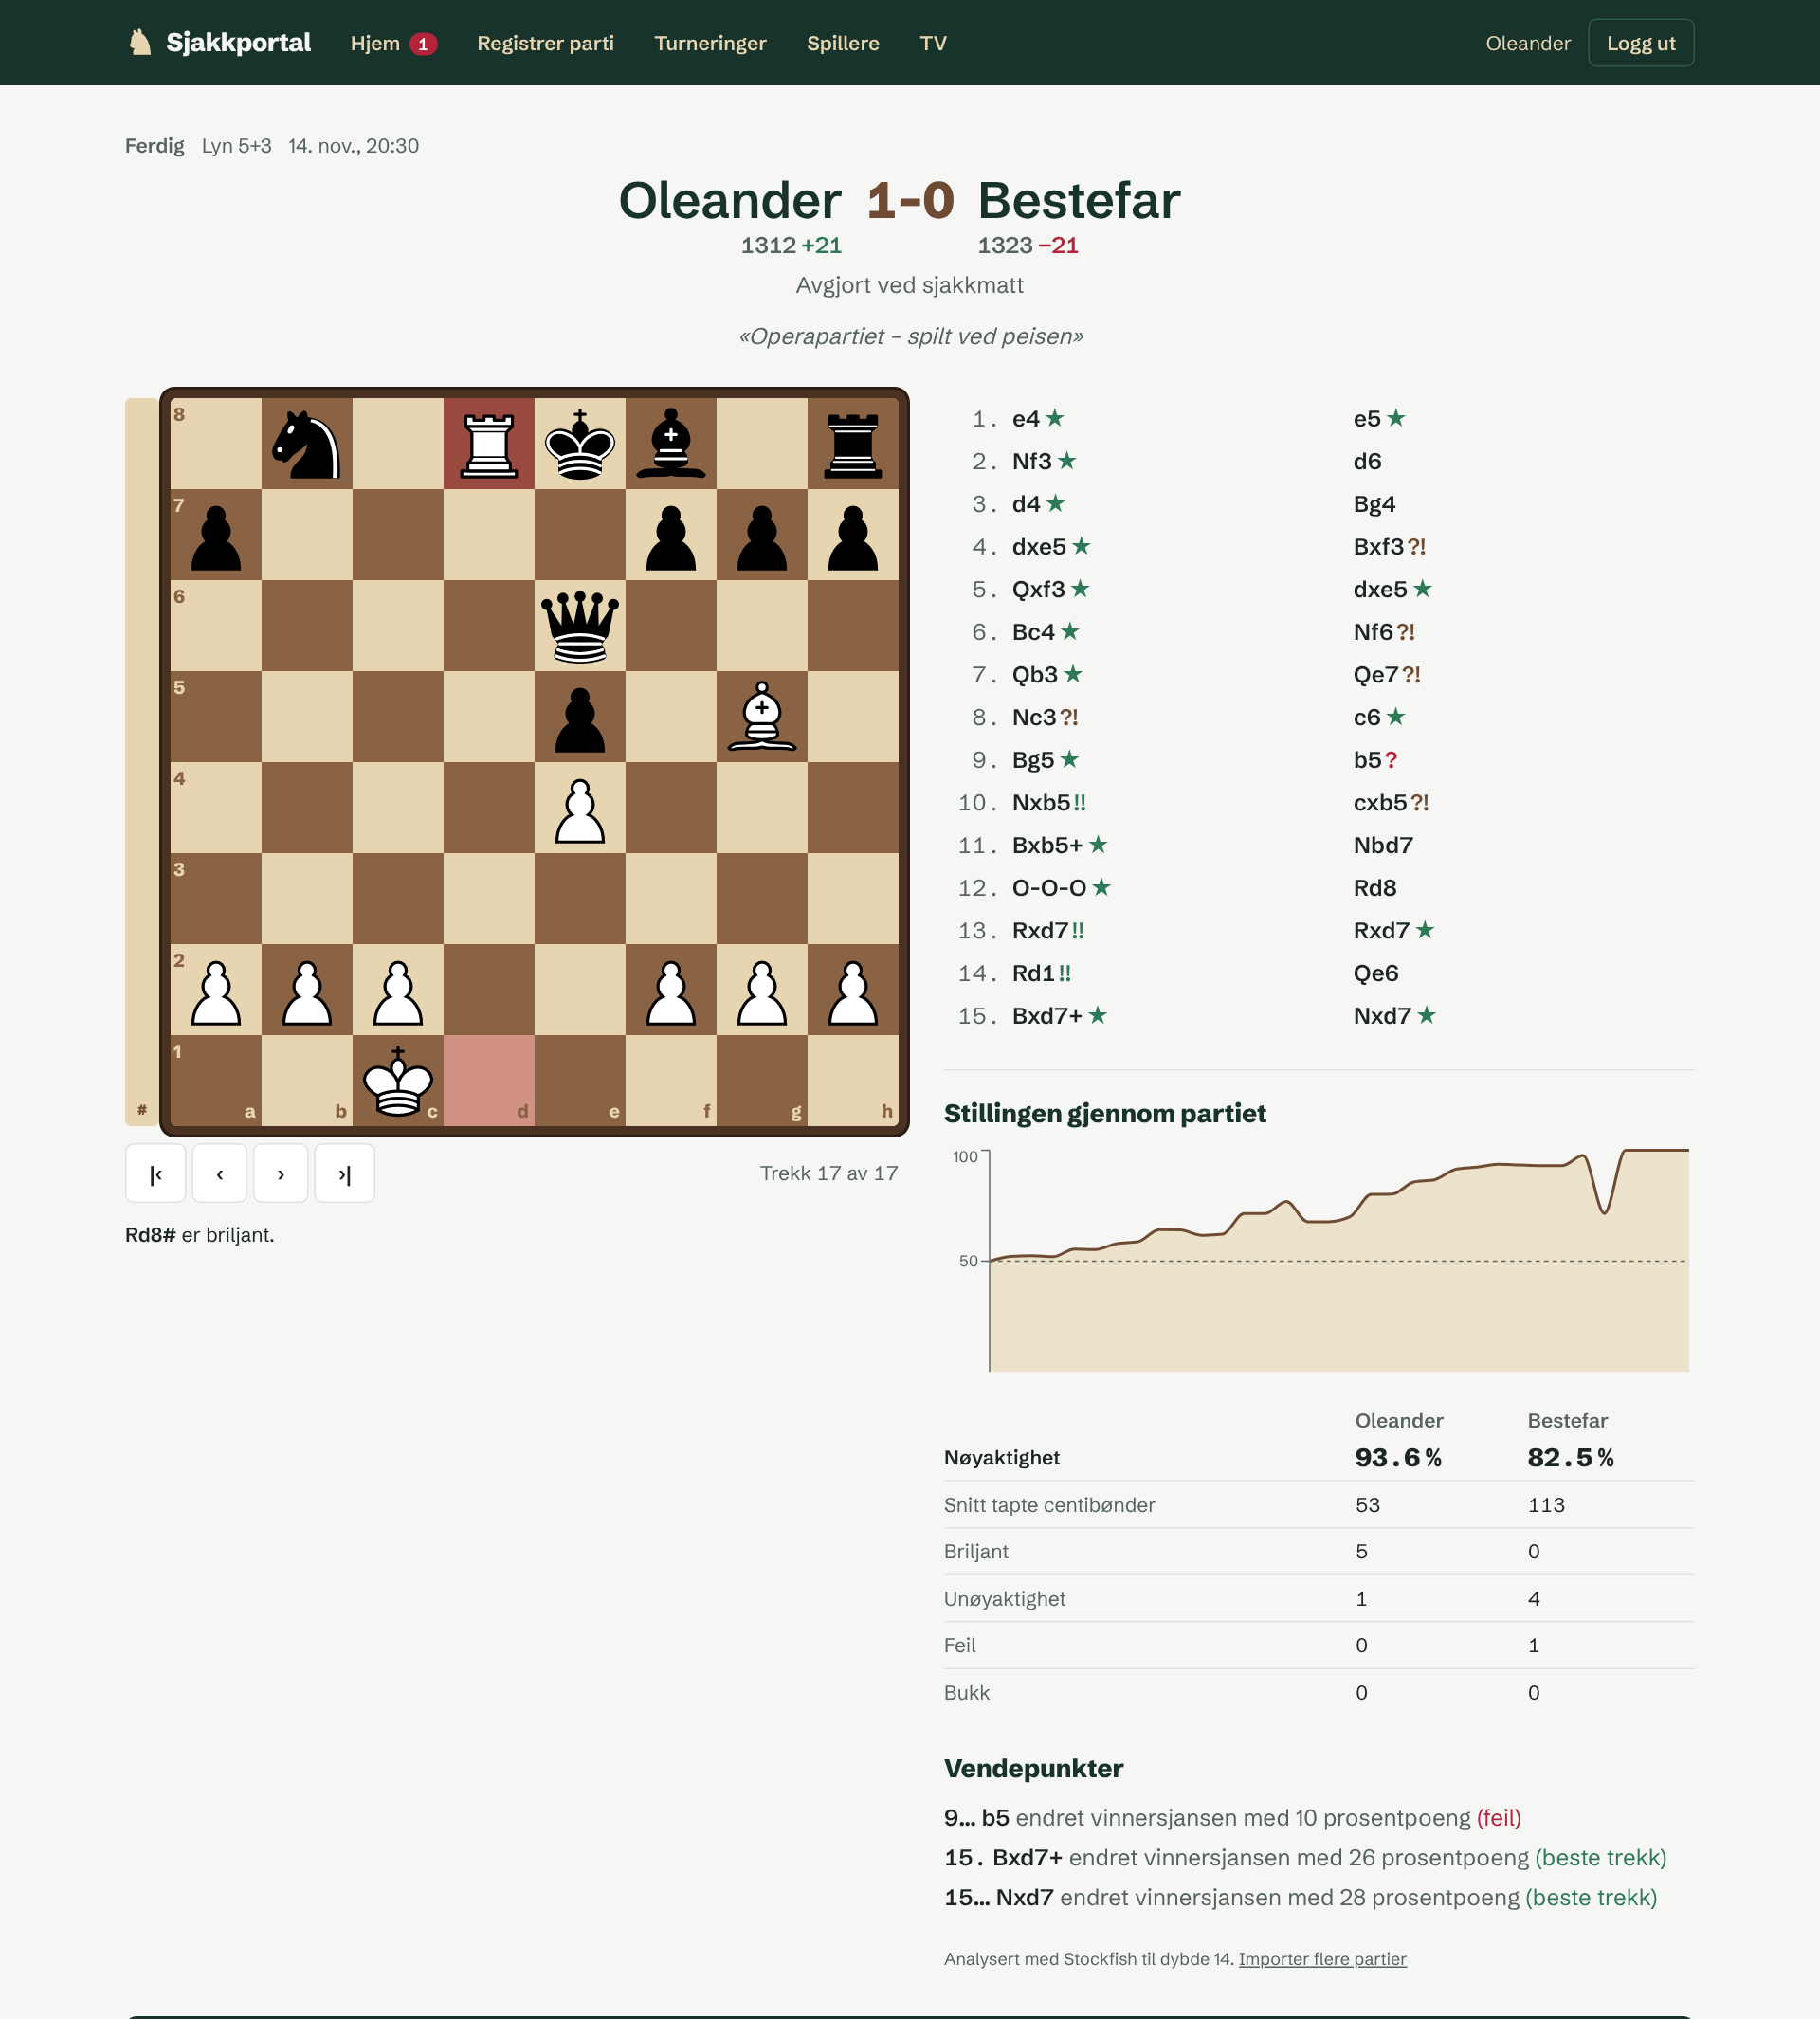 Sjakkportal Hjem 1 Registrer parti Turneringer Spillere TV Oleander Logg ut
Ferdig Lyn 5+3 14. nov., 20:30
Oleander 1–0 Bestefar
1312 +21 1323 −21
Avgjort ved sjakkmatt
«Operapartiet – spilt ved peisen»
8
7
6
5
4
3
2
1
a b c d e f g h
#
|‹ ‹ › ›| Trekk 17 av 17
Rd8# er briljant.
1. e4 ★ e5 ★
2. Nf3 ★ d6
3. d4 ★ Bg4
4. dxe5 ★ Bxf3 ?!
5. Qxf3 ★ dxe5 ★
6. Bc4 ★ Nf6 ?!
7. Qb3 ★ Qe7 ?!
8. Nc3 ?! c6 ★
9. Bg5 ★ b5 ?
10. Nxb5 !! cxb5 ?!
11. Bxb5+ ★ Nbd7
12. O-O-O ★ Rd8
13. Rxd7 !! Rxd7 ★
14. Rd1 !! Qe6
15. Bxd7+ ★ Nxd7 ★
Stillingen gjennom partiet
100
50
Oleander Bestefar
Nøyaktighet 93.6 % 82.5 %
Snitt tapte centibønder 53 113
Briljant 5 0
Unøyaktighet 1 4
Feil 0 1
Bukk 0 0
Vendepunkter
9... b5 endret vinnersjansen med 10 prosentpoeng (feil)
15. Bxd7+ endret vinnersjansen med 26 prosentpoeng (beste trekk)
15... Nxd7 endret vinnersjansen med 28 prosentpoeng (beste trekk)
Analysert med Stockfish til dybde 14. Importer flere partier